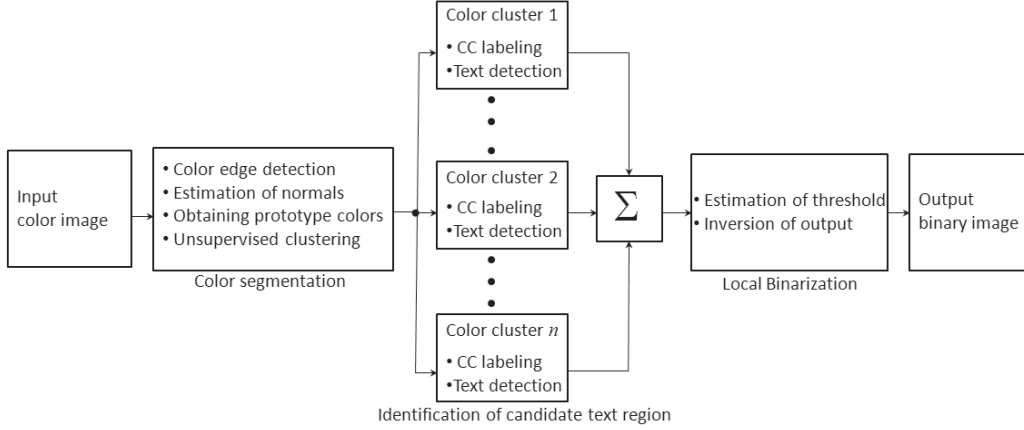 Input
color image
• Color edge detection
• Estimation of normals
• Obtaining prototype colors
• Unsupervised clustering
Color segmentation
Color cluster 1
• CC labeling
•Text detection
Color cluster 2
• CC labeling
•Text detection
Color cluster n
• CC labeling
•Text detection
Identification of candidate text region
Σ
• Estimation of threshold
• Inversion of output
Local Binarization
Output
binary image